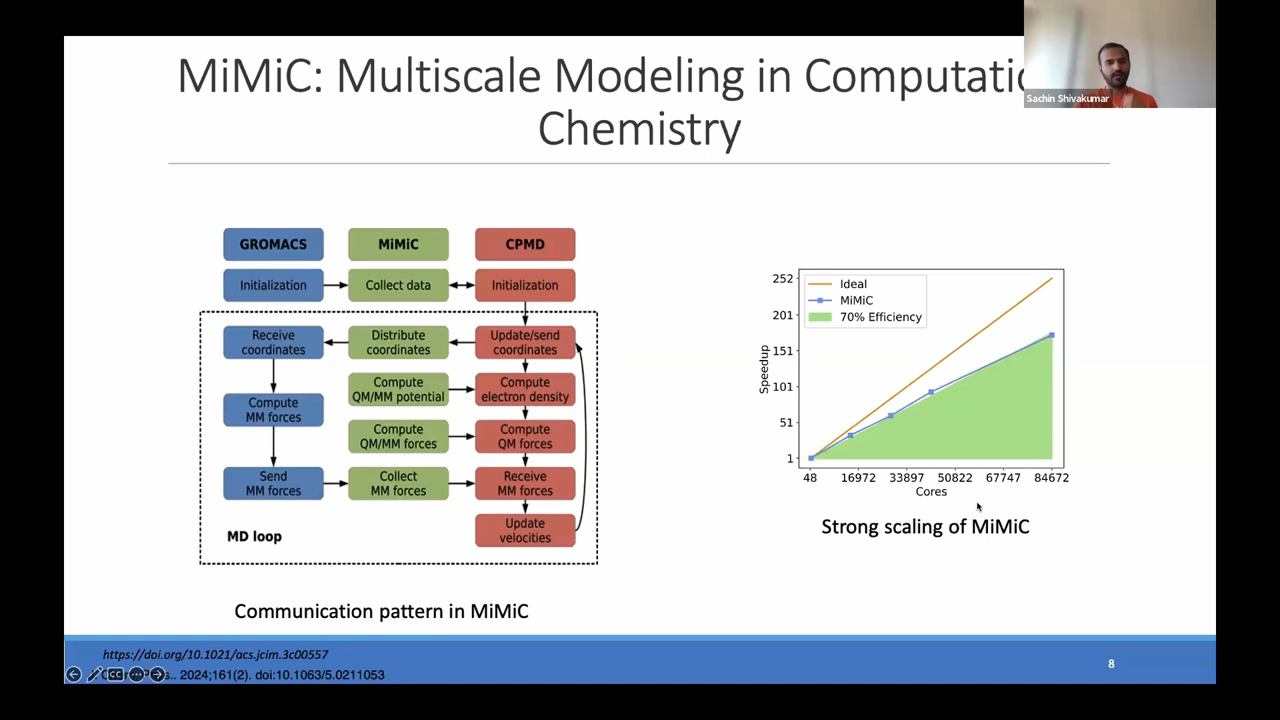 MiMiC: Multiscale Modeling in Computatio
Chemistry
Sachin Shivakumar
GROMACS
MiMiC
CPMD
Initialization
Collect data
Initialization
Receive
coordinates
Distribute
coordinates
Update/send
coordinates
Compute
QM/MM potential
Compute
electron density
Compute
MM forces
Compute
QM/MM forces
Compute
QM forces
Send
MM forces
Collect
MM forces
Receive
MM forces
Update
velocities
MD loop
Communication pattern in MiMiC
Ideal
MiMiC
70% Efficiency
Speedup
252
201
151
101
51
1
48 16972 33897 50822 67747 84672
Cores
Strong scaling of MiMiC
https://doi.org/10.1021/acs.jcim.3c00557
2024;161(2). doi:10.1063/5.0211053
8